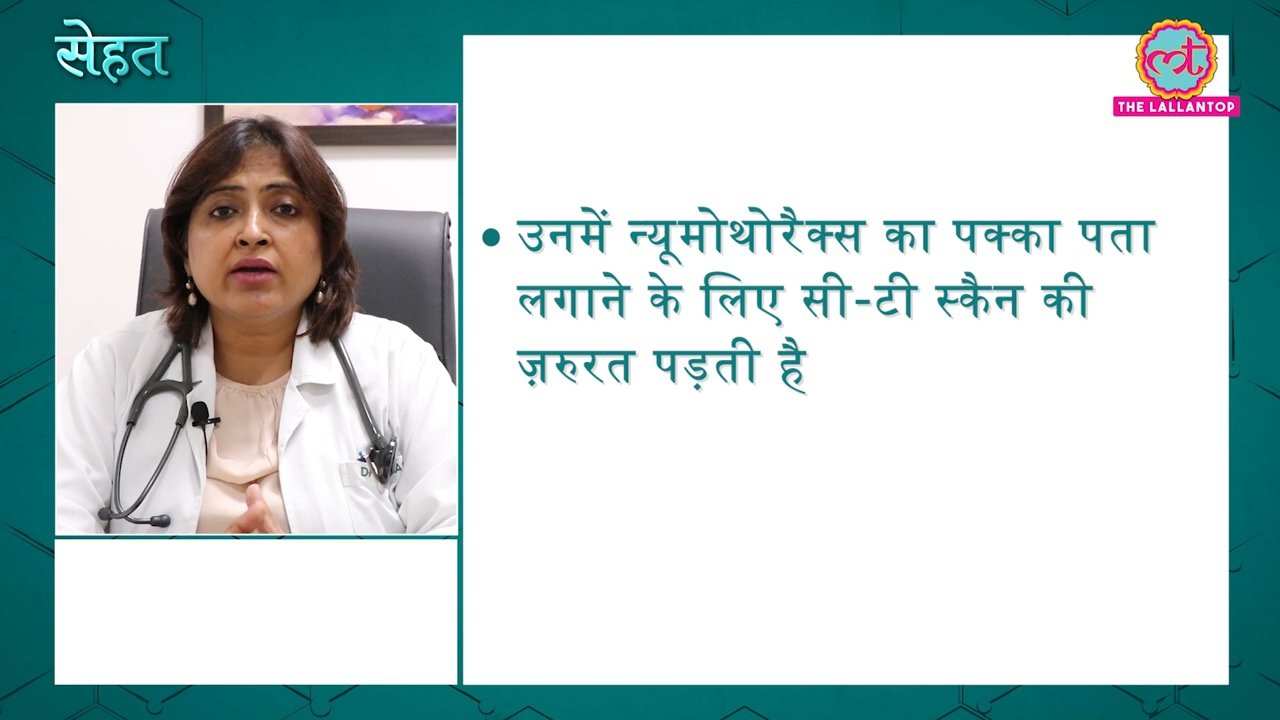 सेहत
THE LALLANTOP
• उनमें न्यूमोथोरैक्स का पक्का पता
लगाने के लिए सी-टी स्कैन की
ज़रुरत पड़ती है